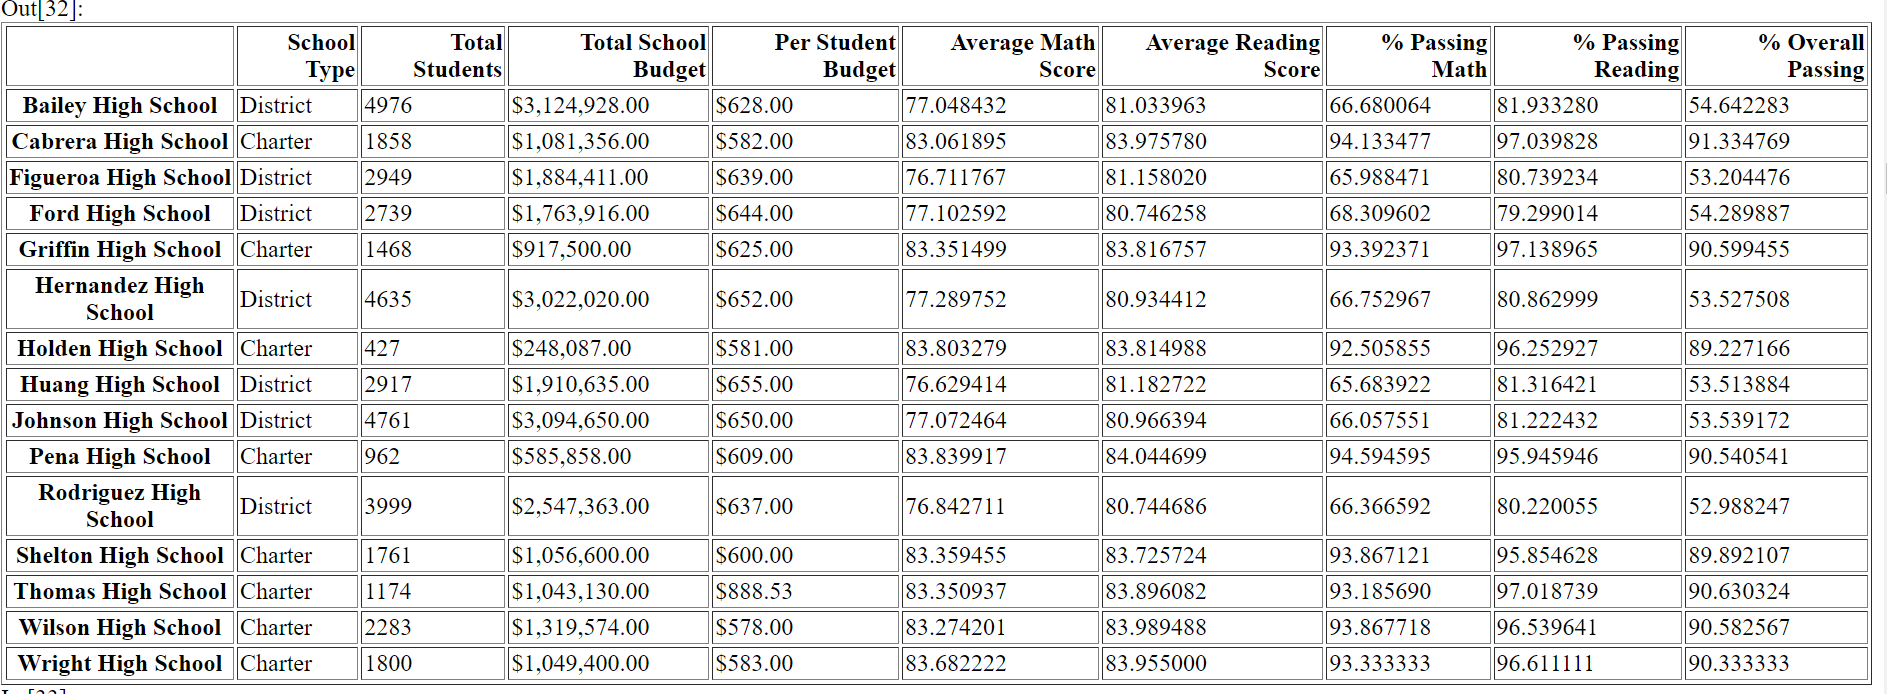 Out[32]:
School Type | Total Students | Total School Budget | Per Student Budget | Average Math Score | Average Reading Score | % Passing Math | % Passing Reading | % Overall Passing
Bailey High School | District | 4976 | $3,124,928.00 | $628.00 | 77.048432 | 81.033963 | 66.680064 | 81.933280 | 54.642283
Cabrera High School | Charter | 1858 | $1,081,356.00 | $582.00 | 83.061895 | 83.975780 | 94.133477 | 97.039828 | 91.334769
Figueroa High School | District | 2949 | $1,884,411.00 | $639.00 | 76.711767 | 81.158020 | 65.988471 | 80.739234 | 53.204476
Ford High School | District | 2739 | $1,763,916.00 | $644.00 | 77.102592 | 80.746258 | 68.309602 | 79.299014 | 54.289887
Griffin High School | Charter | 1468 | $917,500.00 | $625.00 | 83.351499 | 83.816757 | 93.392371 | 97.138965 | 90.599455
Hernandez High School | District | 4635 | $3,022,020.00 | $652.00 | 77.289752 | 80.934412 | 66.752967 | 80.862999 | 53.527508
Holden High School | Charter | 427 | $248,087.00 | $581.00 | 83.803279 | 83.814988 | 92.505855 | 96.252927 | 89.227166
Huang High School | District | 2917 | $1,910,635.00 | $655.00 | 76.629414 | 81.182722 | 65.683922 | 81.316421 | 53.513884
Johnson High School | District | 4761 | $3,094,650.00 | $650.00 | 77.072464 | 80.966394 | 66.057551 | 81.222432 | 53.539172
Pena High School | Charter | 962 | $585,858.00 | $609.00 | 83.839917 | 84.044699 | 94.594595 | 95.945946 | 90.540541
Rodriguez High School | District | 3999 | $2,547,363.00 | $637.00 | 76.842711 | 80.744686 | 66.366592 | 80.220055 | 52.988247
Shelton High School | Charter | 1761 | $1,056,600.00 | $600.00 | 83.359455 | 83.725724 | 93.867121 | 95.854628 | 89.892107
Thomas High School | Charter | 1174 | $1,043,130.00 | $888.53 | 83.350937 | 83.896082 | 93.185690 | 97.018739 | 90.630324
Wilson High School | Charter | 2283 | $1,319,574.00 | $578.00 | 83.274201 | 83.989488 | 93.867718 | 96.539641 | 90.582567
Wright High School | Charter | 1800 | $1,049,400.00 | $583.00 | 83.682222 | 83.955000 | 93.333333 | 96.611111 | 90.333333